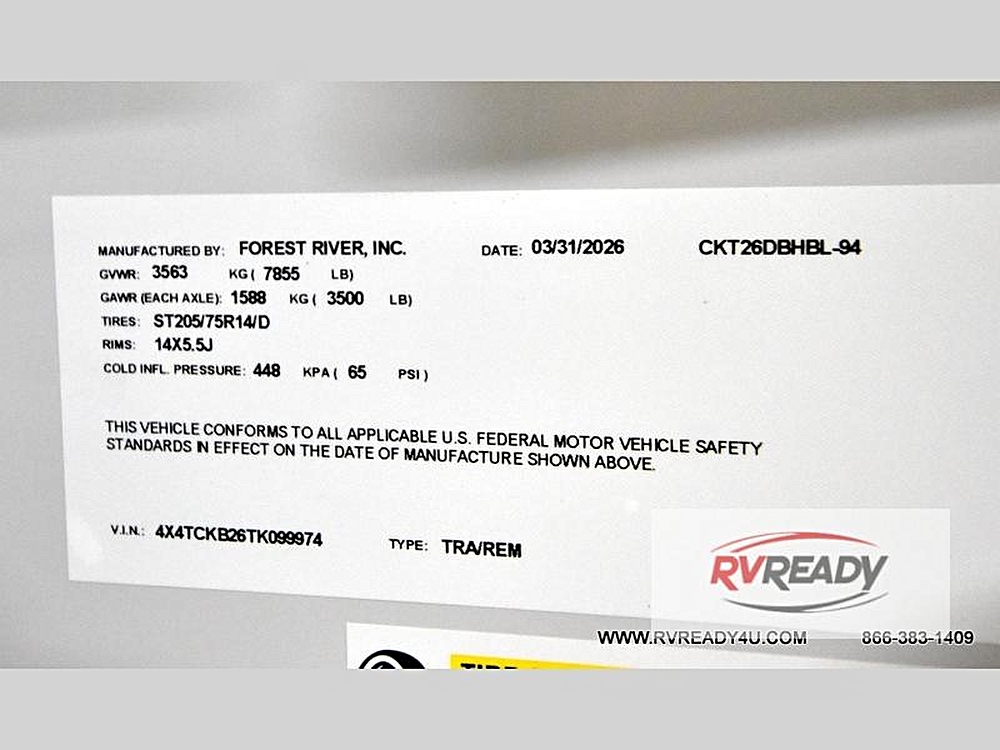 MANUFACTURED BY: FOREST RIVER, INC. DATE: 03/31/2026 CKT26DBHBL-94
GVWR: 3563 KG ( 7855 LB)
GAWR (EACH AXLE): 1588 KG ( 3500 LB)
TIRES: ST205/75R14/D
RIMS: 14X5.5J
COLD INFL. PRESSURE: 448 KPA ( 65 PSI )
THIS VEHICLE CONFORMS TO ALL APPLICABLE U.S. FEDERAL MOTOR VEHICLE SAFETY
STANDARDS IN EFFECT ON THE DATE OF MANUFACTURE SHOWN ABOVE.
V.I.N.: 4X4TCKB26TK099974 TYPE: TRA/REM
RVREADY
WWW.RVREADY4U.COM 866-383-1409